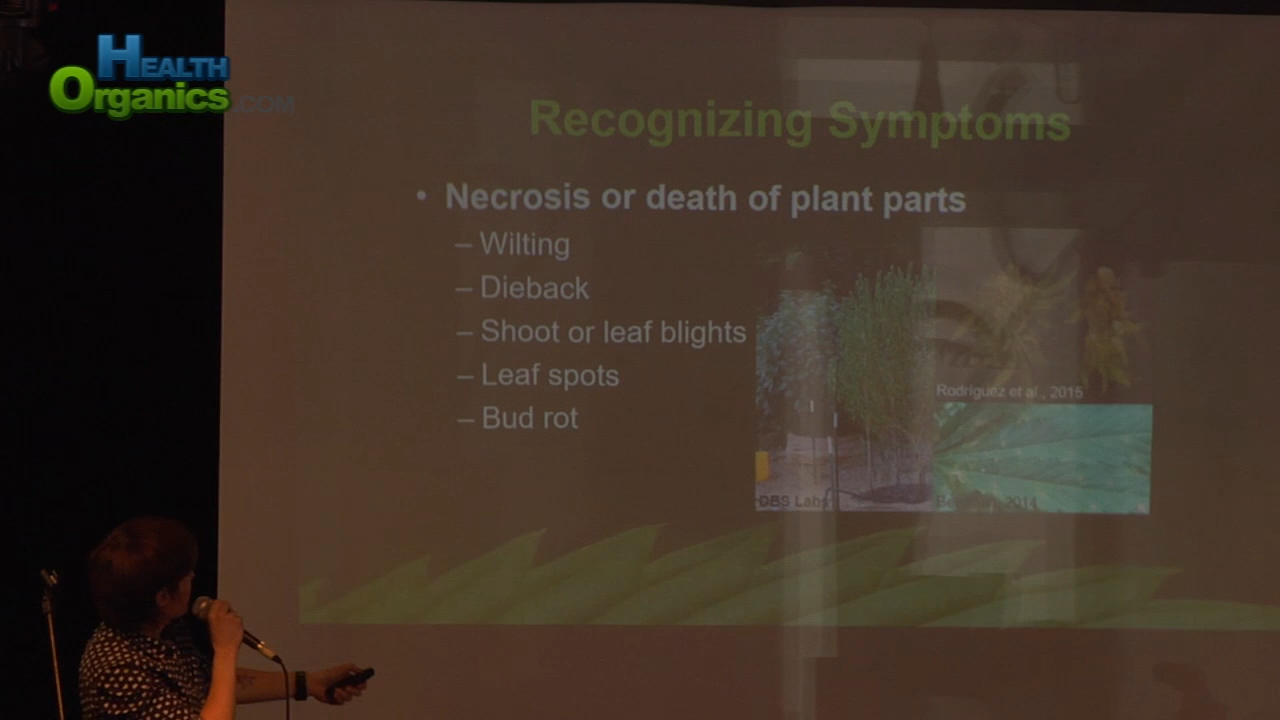 HEALTH
Organics.COM
Recognizing Symptoms
• Necrosis or death of plant parts
– Wilting
– Dieback
– Shoot or leaf blights
– Leaf spots
– Bud rot
Rodriguez et al., 2015
DBS Labs
2014